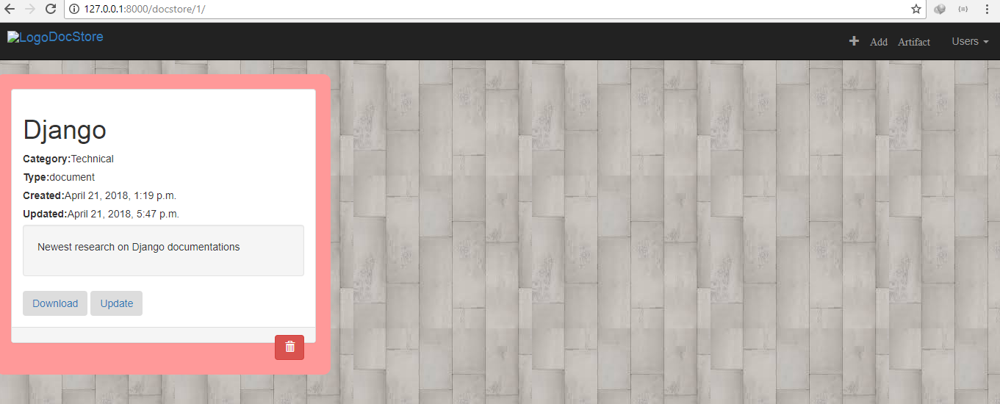 127.0.0.1:8000/docstore/1/
LogoDocStore
Add Artifact Users
Django
Category:Technical
Type:document
Created:April 21, 2018, 1:19 p.m.
Updated:April 21, 2018, 5:47 p.m.
Newest research on Django documentations
Download Update